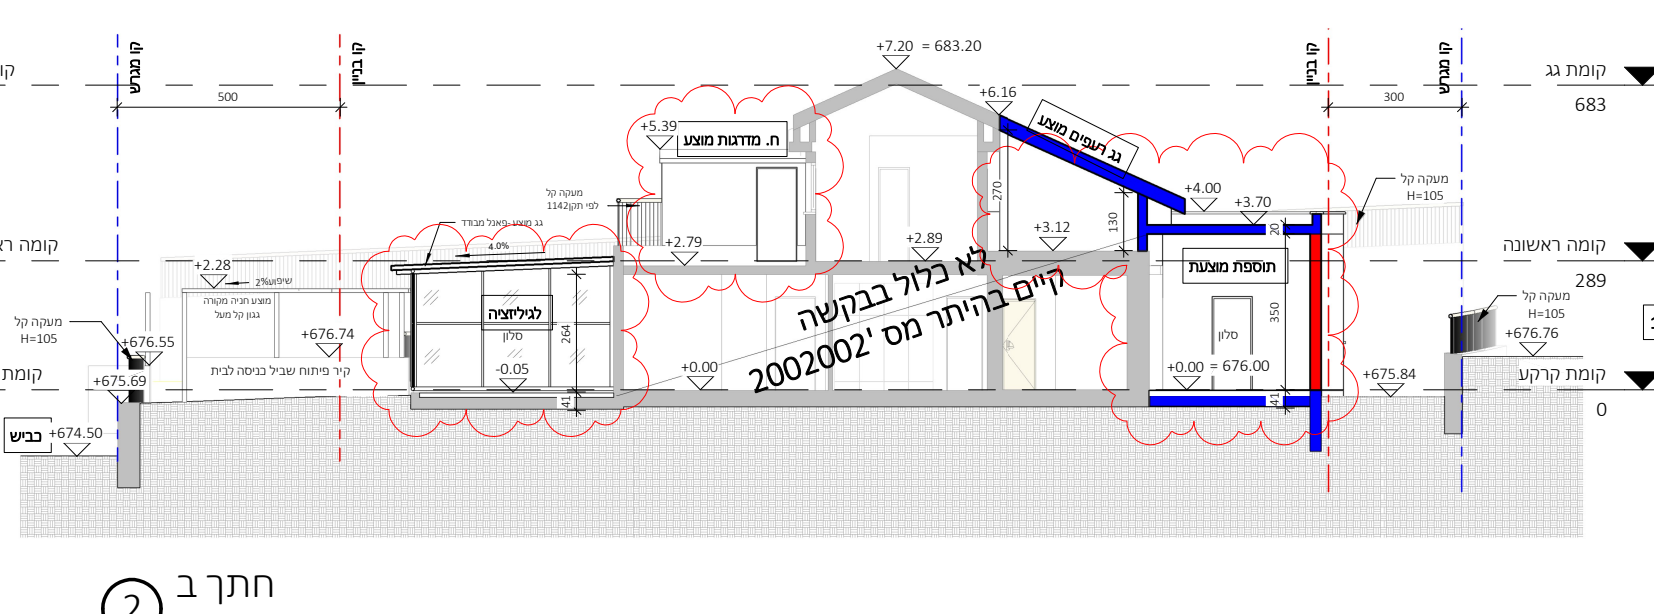 קו מגרש
קו בניין
קו בניין
קו מגרש
+7.20 = 683.20
קומת גג
683
500
300
+6.16
גג רעפים מוצע
+5.39
ח. מדרגות מוצע
מעקה קל
לפי תקן1142
270
130
+4.00
+3.70
20
מעקה קל
H=105
גג מוצע -פאנל מבודד
4.0%
+3.12
+2.89
+2.79
קומה ראשונה
289
+2.28
שיפוע2%
מוצע חניה מקורה
גגון קל מעל
לגיליזציה
סלון
264
-0.05
41
לא כלול בבקשה
קיים בהיתר מס '2002002
תוספת מוצעת
סלון
350
+0.00 = 676.00
41
+0.00
מעקה קל
H=105
+676.76
מעקה קל
H=105
+676.55
+676.74
קיר פיתוח שביל כניסה לבית
+675.69
+675.84
קומת קרקע
0
קומת
כביש
+674.50
חתך ב
2